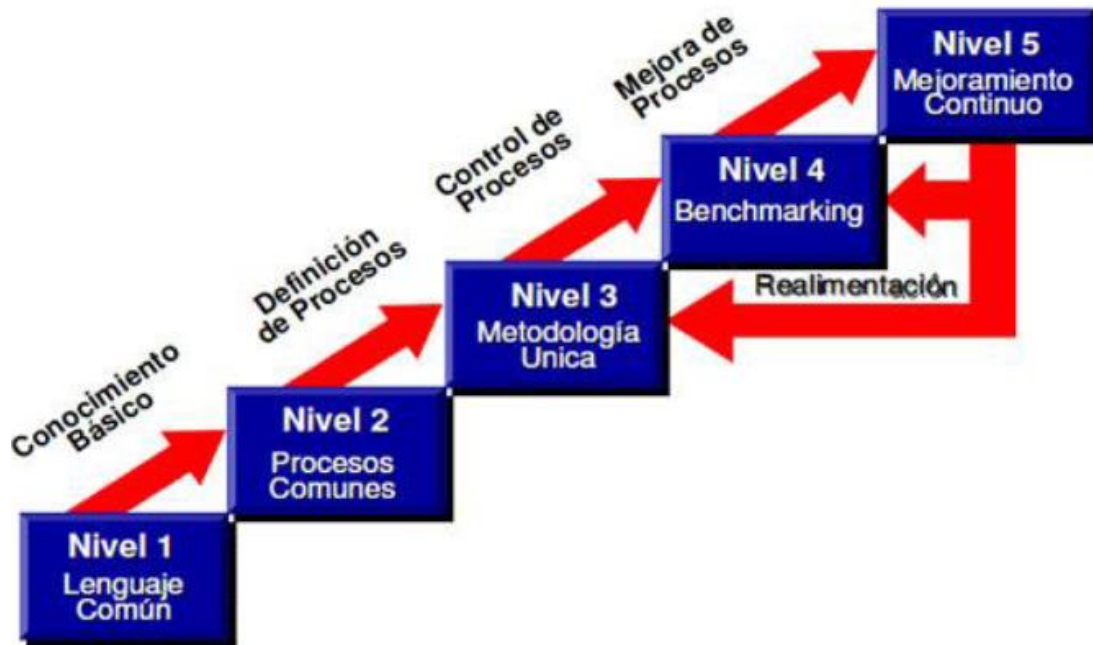 Mejora de
Procesos
Nivel 5
Mejoramiento
Continuo
Control de
Procesos
Nivel 4
Benchmarking
Definición
de Procesos
Nivel 3
Metodología
Unica
Realimentación
Conocimiento
Básico
Nivel 2
Procesos
Comunes
Nivel 1
Lenguaje
Común